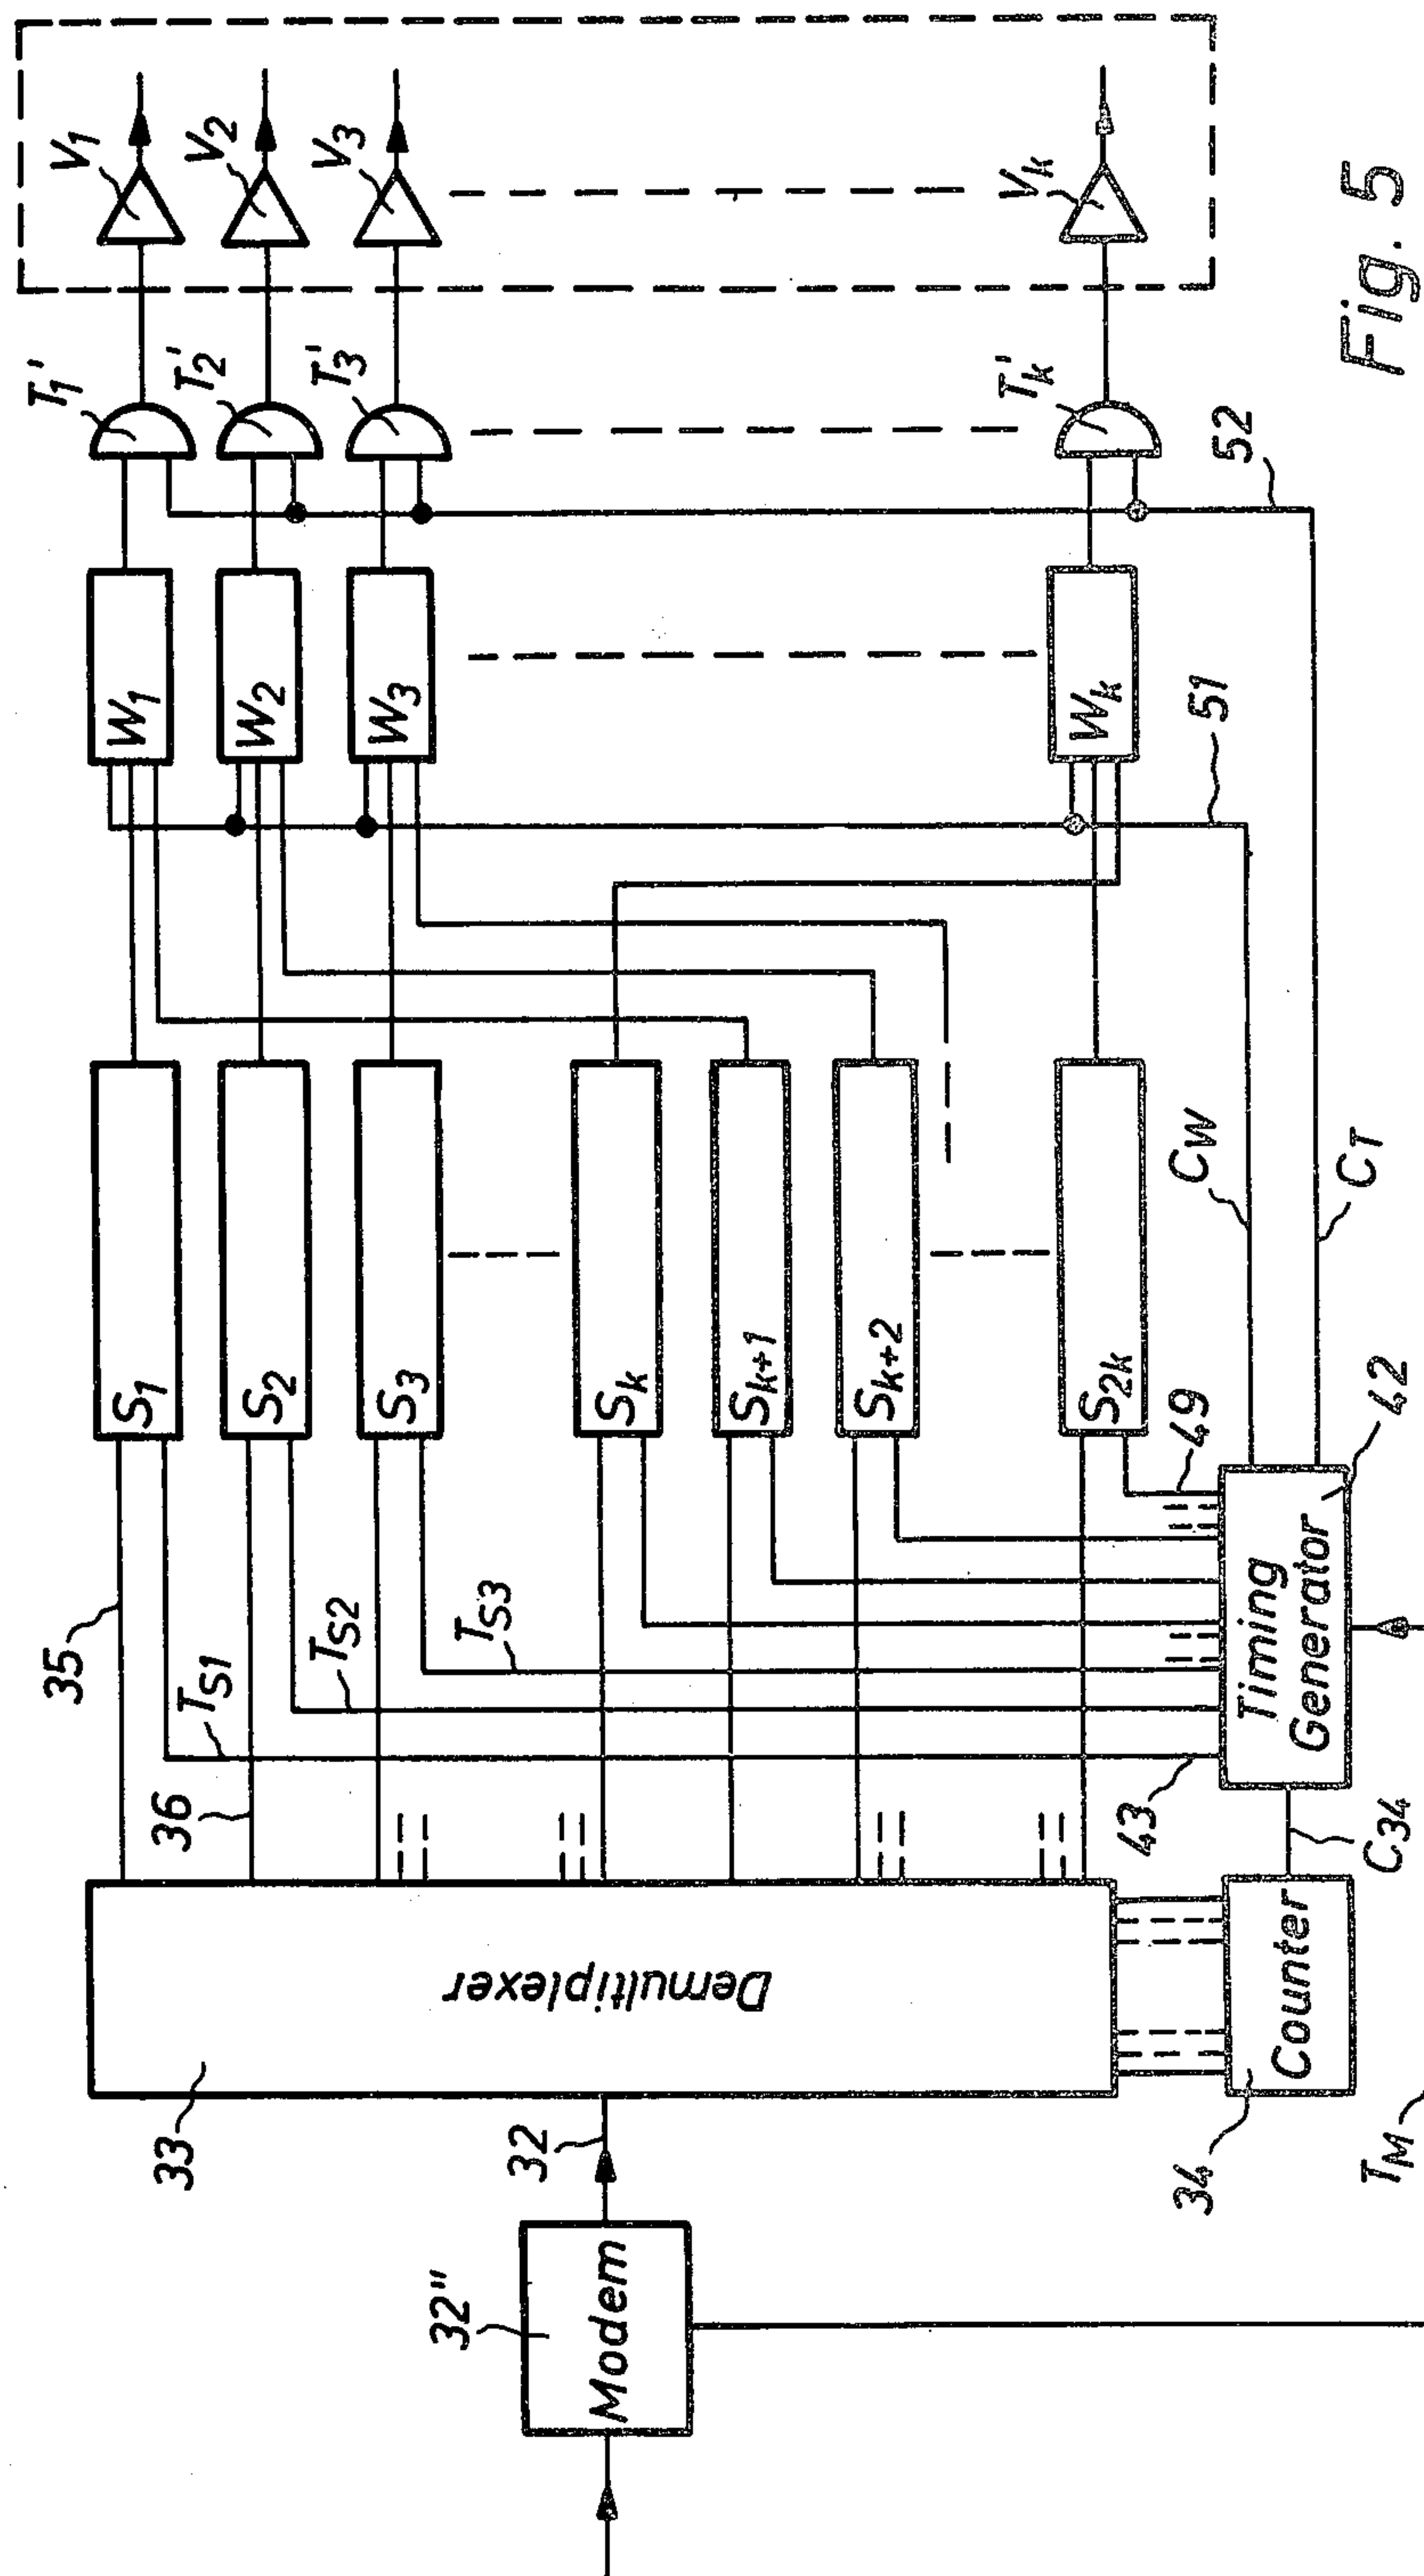 V1
V2
V3
Vk
T1'
T2'
T3'
Tk'
52
W1
W2
W3
Wk
51
S1
S2
S3
Sk
Sk+1
Sk+2
S2k
CW
CT
49
42
35
TS1
36
TS2
TS3
43
Timing
Generator
C34
33
Demultiplexer
Counter
34
32
32"
Modem
TM
Fig. 5